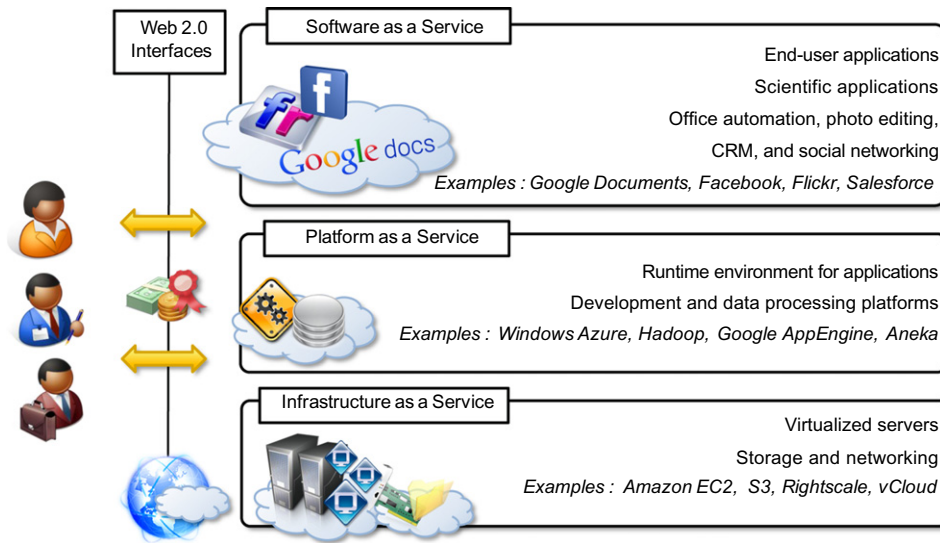 Web 2.0
Interfaces
Software as a Service
End-user applications
Scientific applications
Office automation, photo editing,
CRM, and social networking
Examples : Google Documents, Facebook, Flickr, Salesforce
f
fr
Google docs
Platform as a Service
Runtime environment for applications
Development and data processing platforms
Examples : Windows Azure, Hadoop, Google AppEngine, Aneka
Infrastructure as a Service
Virtualized servers
Storage and networking
Examples : Amazon EC2, S3, Rightscale, vCloud